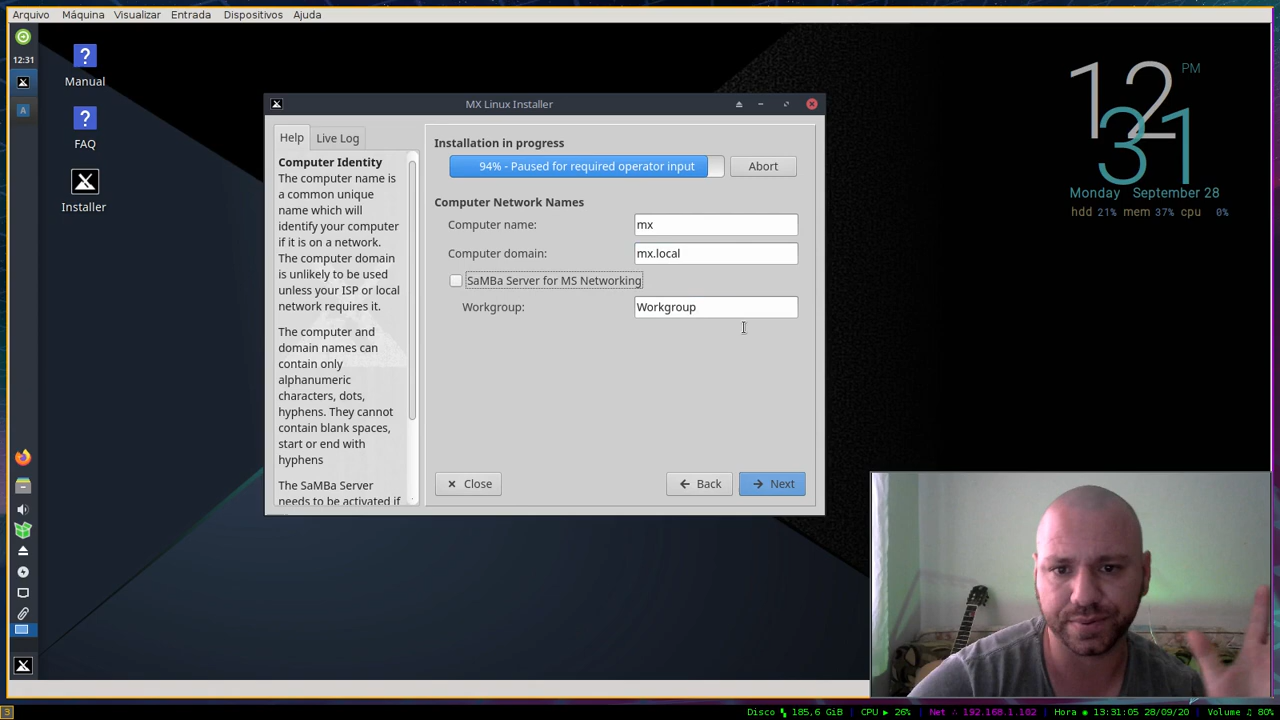 Arquivo Máquina Visualizar Entrada Dispositivos Ajuda
12:31
A
? Manual
? FAQ
Installer
MX Linux Installer
Help Live Log
Computer Identity
The computer name is
a common unique
name which will
identify your computer
if it is on a network.
The computer domain
is unlikely to be used
unless your ISP or local
network requires it.
The computer and
domain names can
contain only
alphanumeric
characters, dots,
hyphens. They cannot
contain blank spaces,
start or end with
hyphens
The SaMBa Server
needs to be activated if
Installation in progress
94% - Paused for required operator input Abort
Computer Network Names
Computer name: mx
Computer domain: mx.local
SaMBa Server for MS Networking
Workgroup: Workgroup
Close Back Next
12 PM
31
Monday September 28
hdd 21% mem 37% cpu 0%
3 Disco 185,6 GiB | CPU 26% | Net 192.168.1.102 | Hora 13:31:05 28/09/20 | Volume 80%